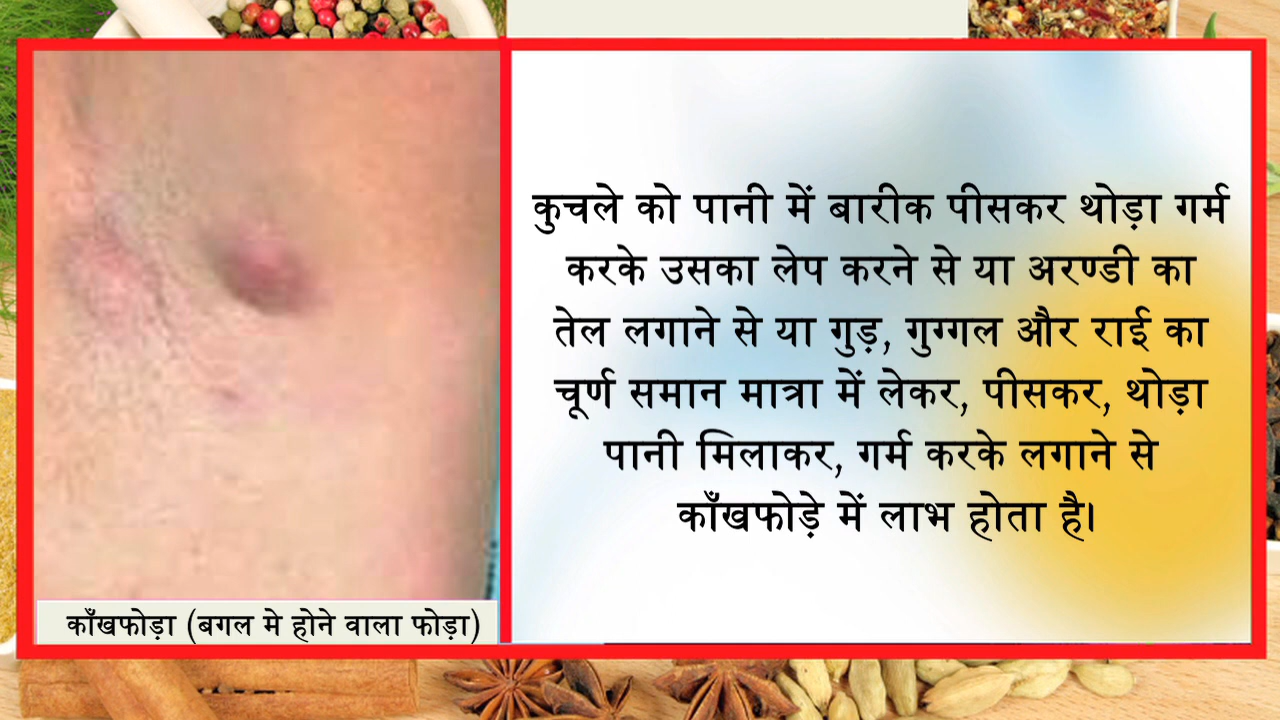 कुचले को पानी में बारीक पीसकर थोड़ा गर्म
करके उसका लेप करने से या अरण्डी का
तेल लगाने से या गुड़, गुग्गल और राई का
चूर्ण समान मात्रा में लेकर, पीसकर, थोड़ा
पानी मिलाकर, गर्म करके लगाने से
काँखफोड़े में लाभ होता है।
काँखफोड़ा (बगल मे होने वाला फोड़ा)